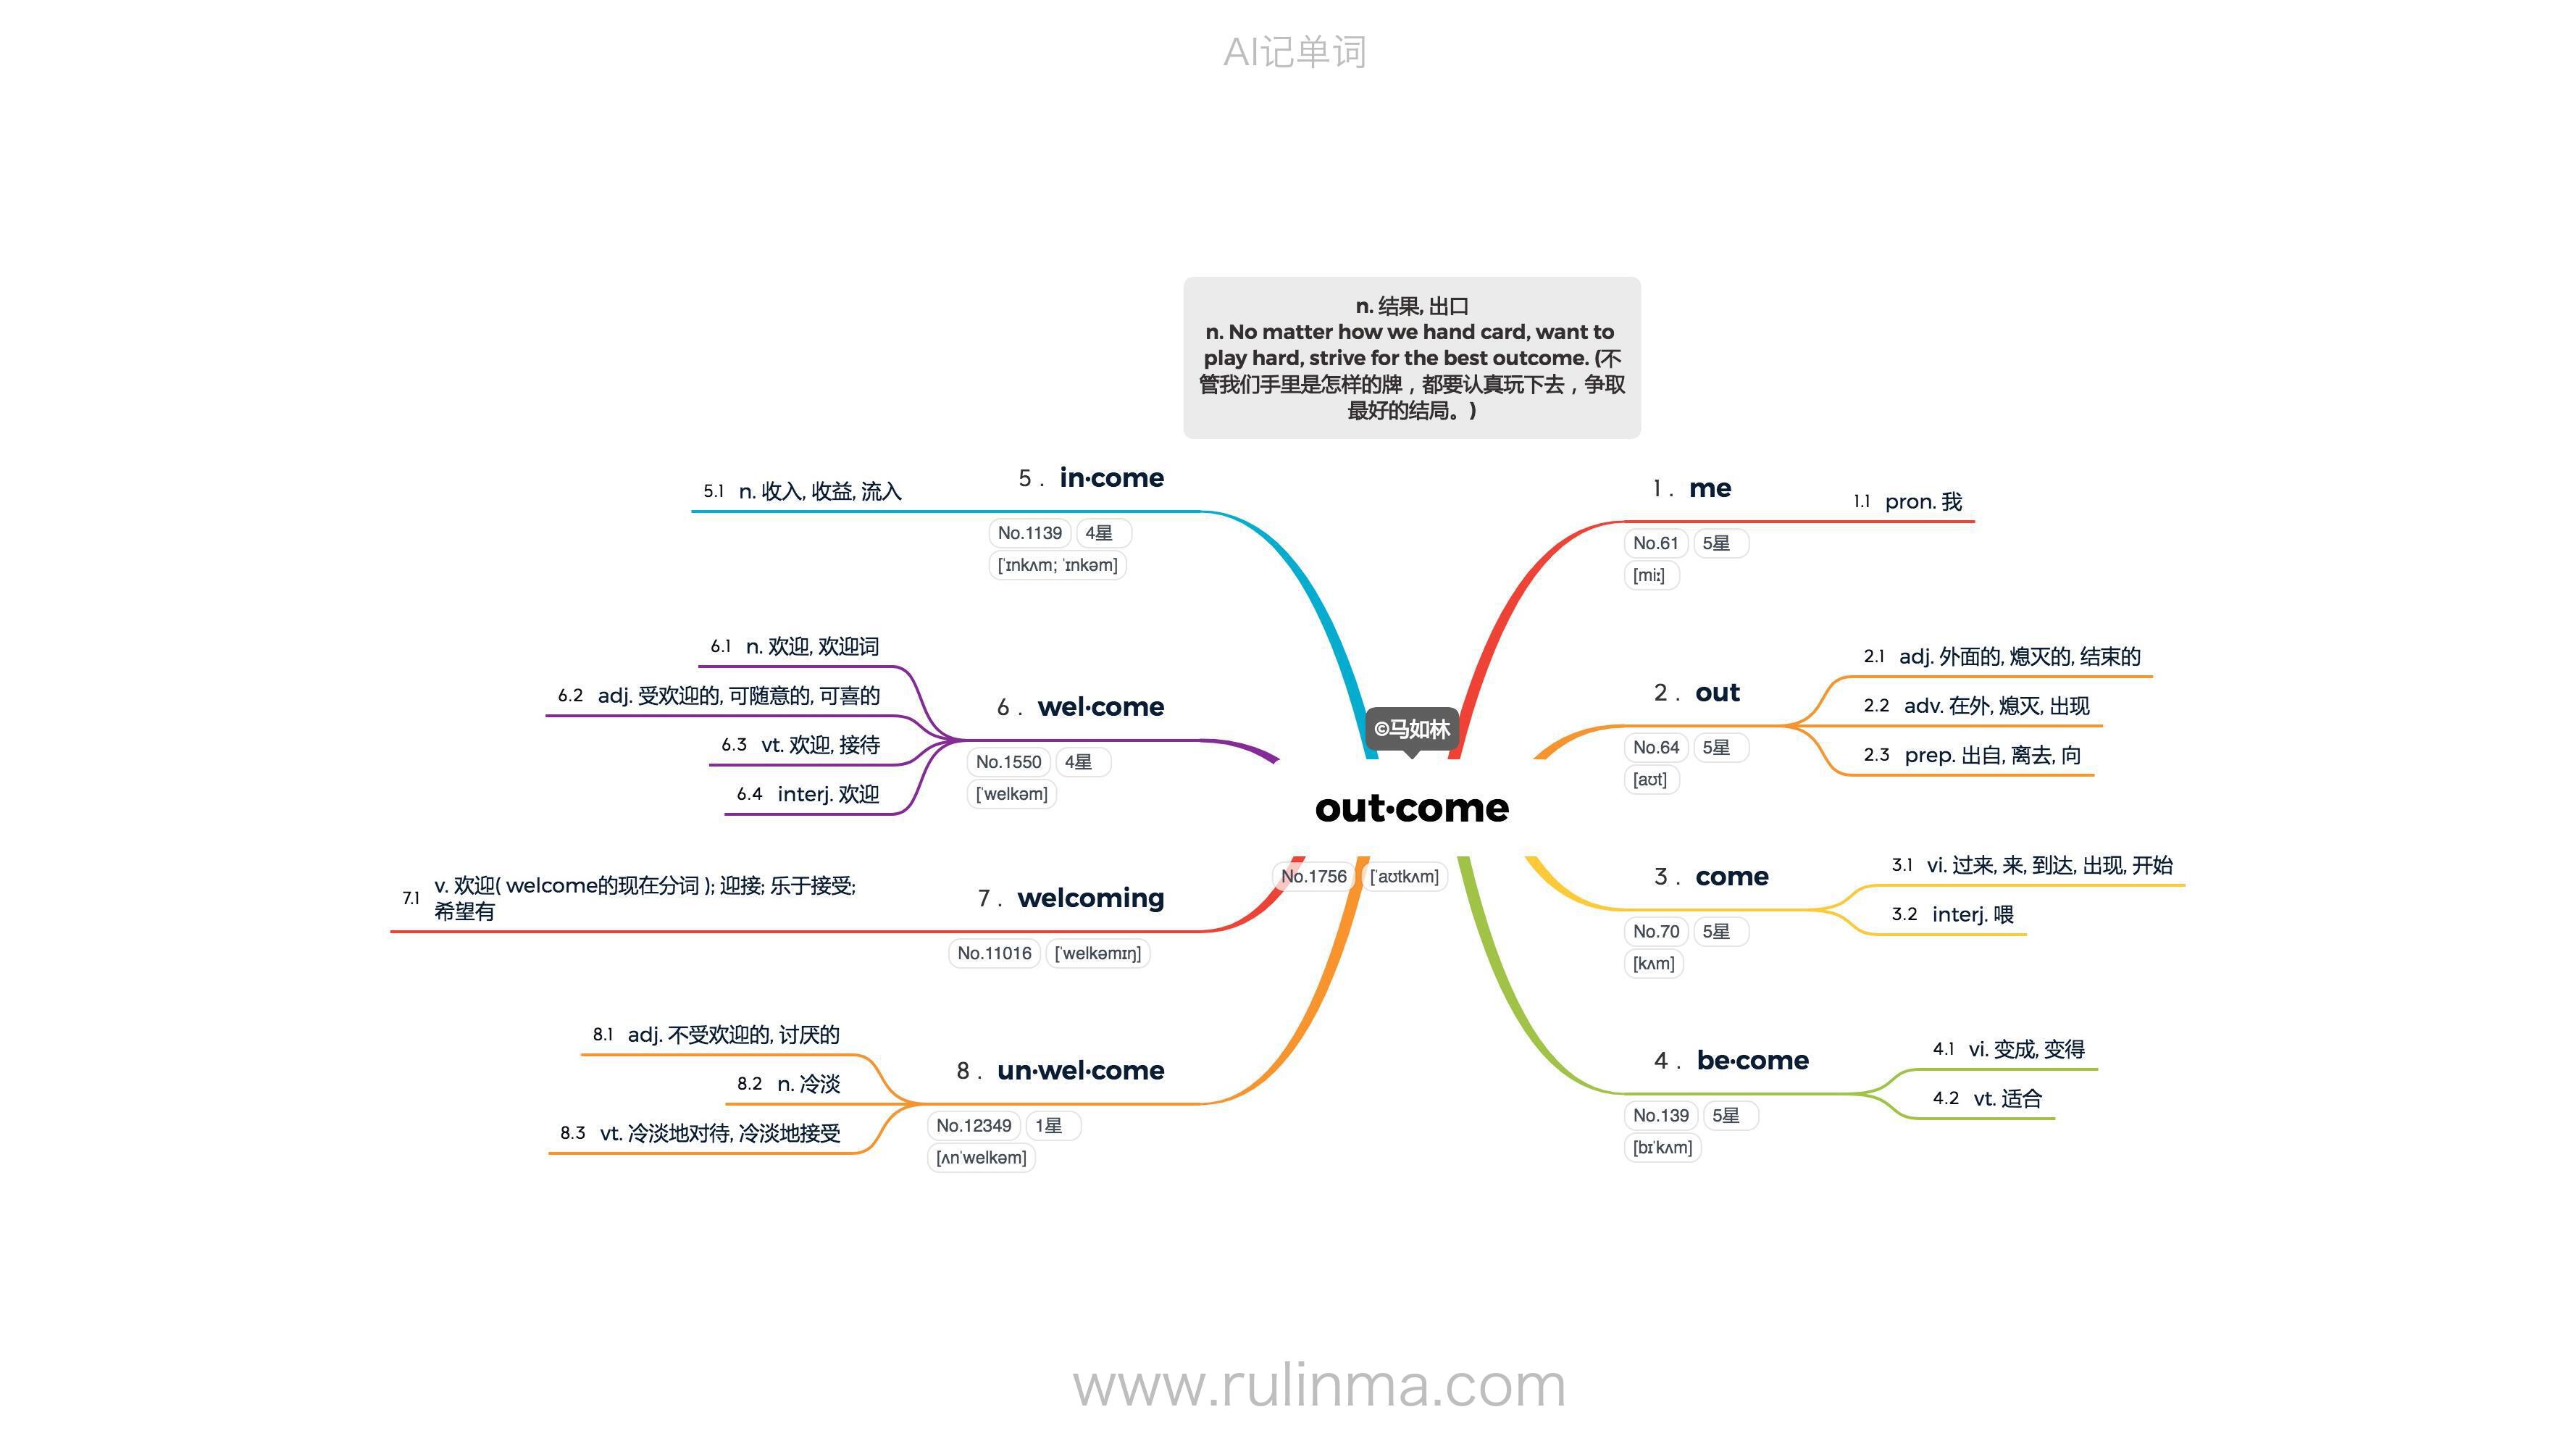 AI记单词
n. 结果, 出口
n. No matter how we hand card, want to
play hard, strive for the best outcome. (不
管我们手里是怎样的牌，都要认真玩下去，争取
最好的结局。)
©马如林
out·come
No.1756 [ˈaʊtkʌm]
1. me
No.61 5星
[miː]
1.1 pron. 我
2. out
No.64 5星
[aʊt]
2.1 adj. 外面的, 熄灭的, 结束的
2.2 adv. 在外, 熄灭, 出现
2.3 prep. 出自, 离去, 向
3. come
No.70 5星
[kʌm]
3.1 vi. 过来, 来, 到达, 出现, 开始
3.2 interj. 喂
4. be·come
No.139 5星
[bɪˈkʌm]
4.1 vi. 变成, 变得
4.2 vt. 适合
5. in·come
No.1139 4星
[ˈɪnkʌm; ˈɪnkəm]
5.1 n. 收入, 收益, 流入
6. wel·come
No.1550 4星
[ˈwelkəm]
6.1 n. 欢迎, 欢迎词
6.2 adj. 受欢迎的, 可随意的, 可喜的
6.3 vt. 欢迎, 接待
6.4 interj. 欢迎
7. welcoming
No.11016 [ˈwelkəmɪŋ]
7.1 v. 欢迎( welcome的现在分词 ); 迎接; 乐于接受;
希望有
8. un·wel·come
No.12349 1星
[ʌnˈwelkəm]
8.1 adj. 不受欢迎的, 讨厌的
8.2 n. 冷淡
8.3 vt. 冷淡地对待, 冷淡地接受
www.rulinma.com